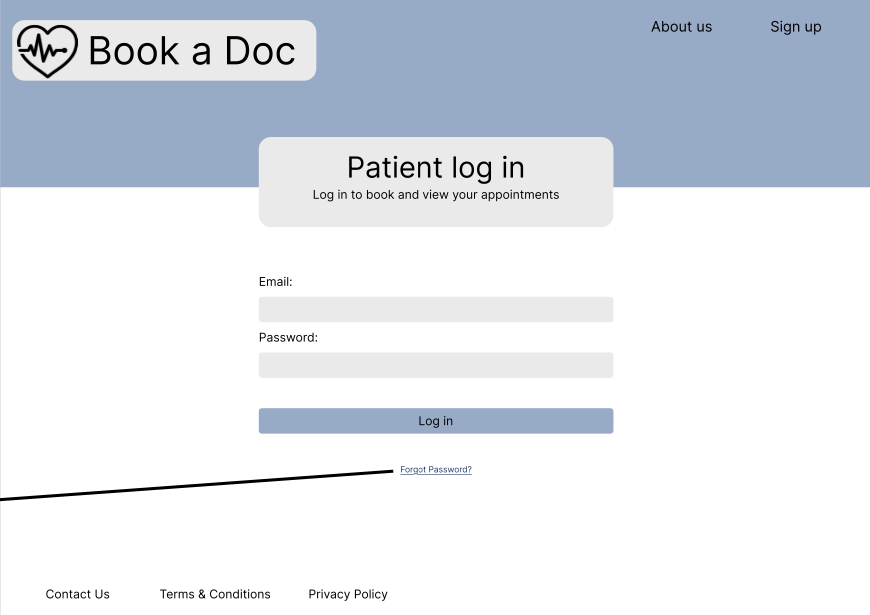 Book a Doc
About us
Sign up
Patient log in
Log in to book and view your appointments
Email:
Password:
Log in
Forgot Password?
Contact Us
Terms & Conditions
Privacy Policy